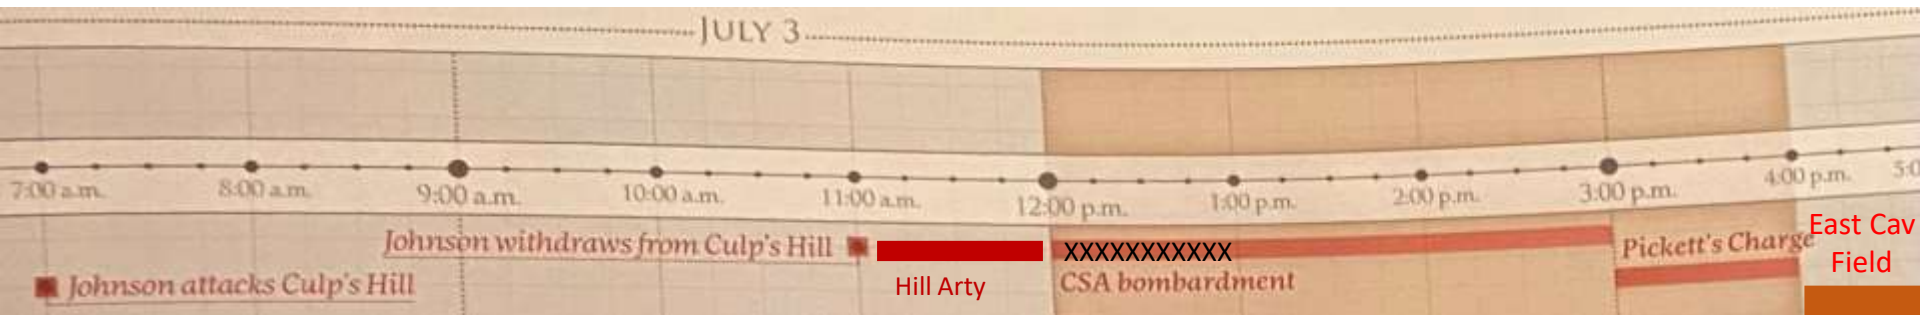 JULY 3
7:00 a.m. 8:00 a.m. 9:00 a.m. 10:00 a.m. 11:00 a.m. 12:00 p.m. 1:00 p.m. 2:00 p.m. 3:00 p.m. 4:00 p.m. 5:0
Johnson withdraws from Culp's Hill
XXXXXXXXXXX
Pickett's Charge
East Cav
Field
Johnson attacks Culp's Hill
Hill Arty
CSA bombardment